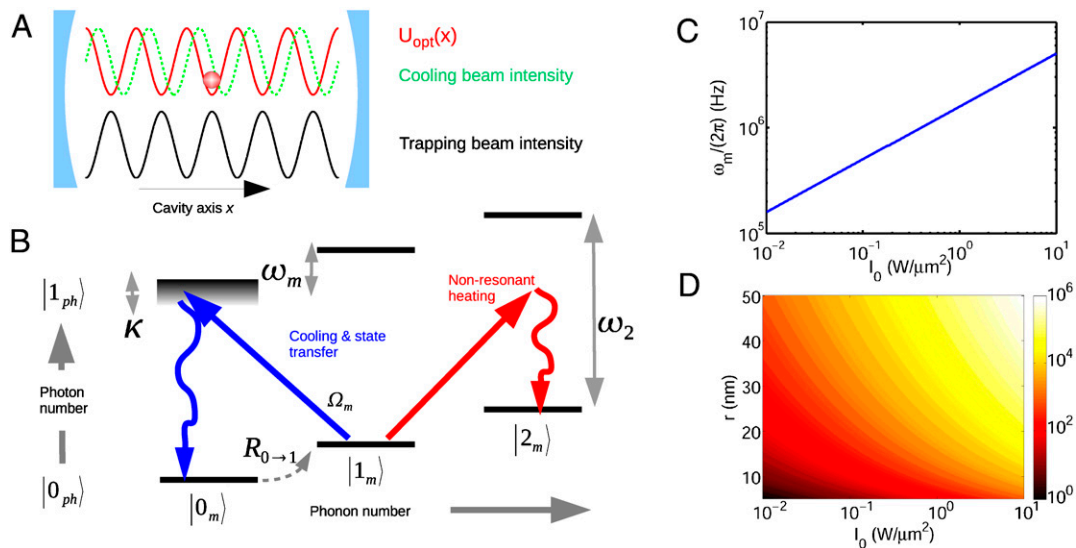 A
U_opt(x)
Cooling beam intensity
Trapping beam intensity
Cavity axis x
B
|1_ph⟩
κ
ω_m
Cooling & state
transfer
Non-resonant
heating
ω_2
Photon
number
Ω_m
R_0→1
|0_ph⟩
|0_m⟩
|1_m⟩
|2_m⟩
Phonon number
C
ω_m/(2π) (Hz)
10^7
10^6
10^5
10^-2
10^-1
10^0
10^1
I_0 (W/μm^2)
D
r (nm)
50
40
30
20
10
10^-2
10^-1
10^0
10^1
I_0 (W/μm^2)
10^6
10^4
10^2
10^0